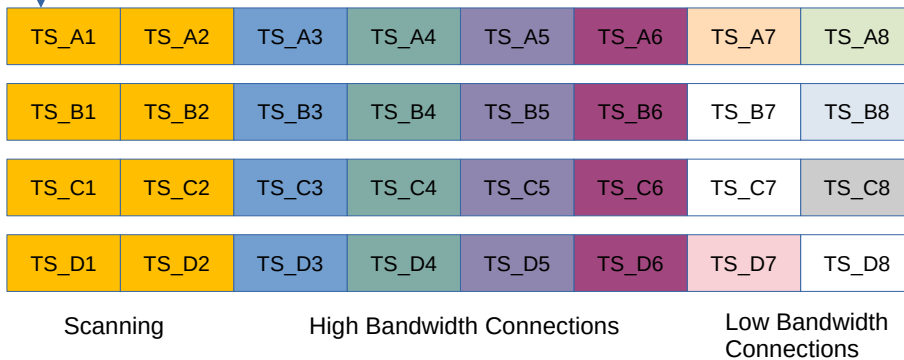 TS_A1 TS_A2 TS_A3 TS_A4 TS_A5 TS_A6 TS_A7 TS_A8
TS_B1 TS_B2 TS_B3 TS_B4 TS_B5 TS_B6 TS_B7 TS_B8
TS_C1 TS_C2 TS_C3 TS_C4 TS_C5 TS_C6 TS_C7 TS_C8
TS_D1 TS_D2 TS_D3 TS_D4 TS_D5 TS_D6 TS_D7 TS_D8
Scanning
High Bandwidth Connections
Low Bandwidth
Connections